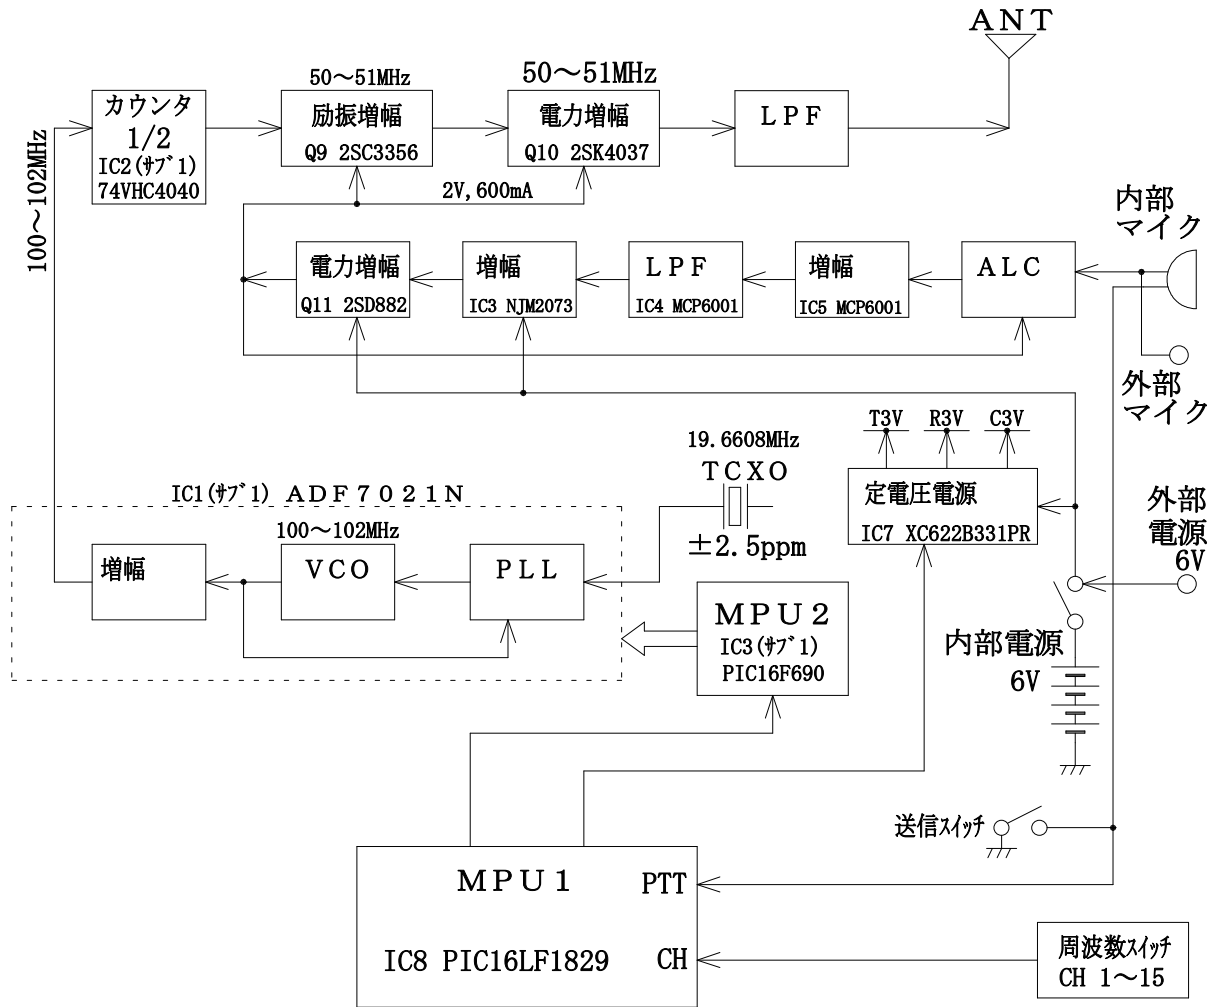 ANT
50～51MHz
50～51MHz
カウンタ
1/2
IC2(ｻﾌﾞ1)
74VHC4040
励振増幅
Q9 2SC3356
電力増幅
Q10 2SK4037
LPF
100～102MHz
2V,600mA
内部
マイク
電力増幅
Q11 2SD882
増幅
IC3 NJM2073
LPF
IC4 MCP6001
増幅
IC5 MCP6001
ALC
外部
マイク
T3V
R3V
C3V
19.6608MHz
TCXO
±2.5ppm
定電圧電源
IC7 XC622B331PR
外部
電源
6V
IC1(ｻﾌﾞ1) ADF7021N
100～102MHz
増幅
VCO
PLL
MPU2
IC3(ｻﾌﾞ1)
PIC16F690
内部電源
6V
送信ｽｲｯﾁ
MPU1
PTT
IC8 PIC16LF1829
CH
周波数ｽｲｯﾁ
CH 1～15